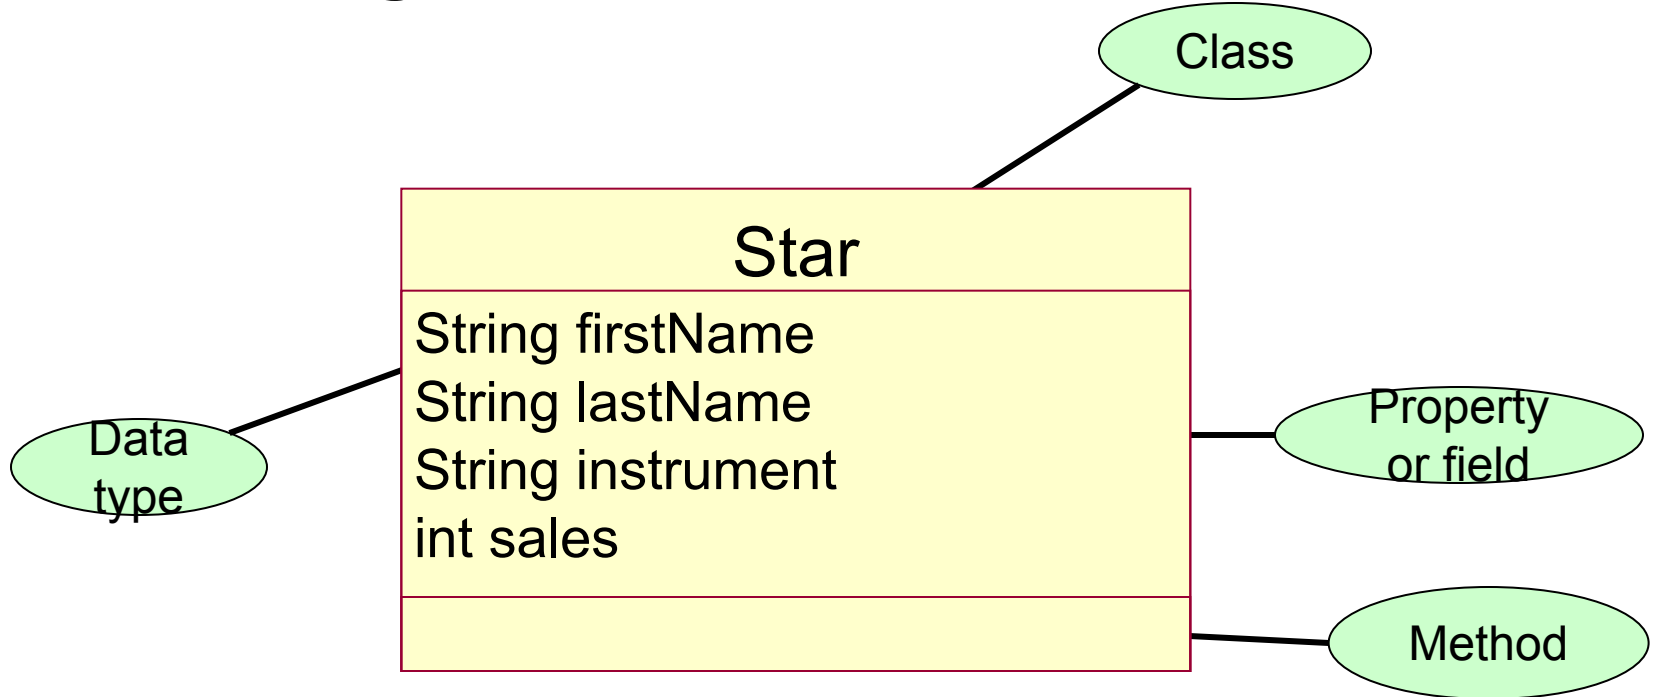 Class
Star
String firstName
String lastName
String instrument
int sales
Data
type
Property
or field
Method